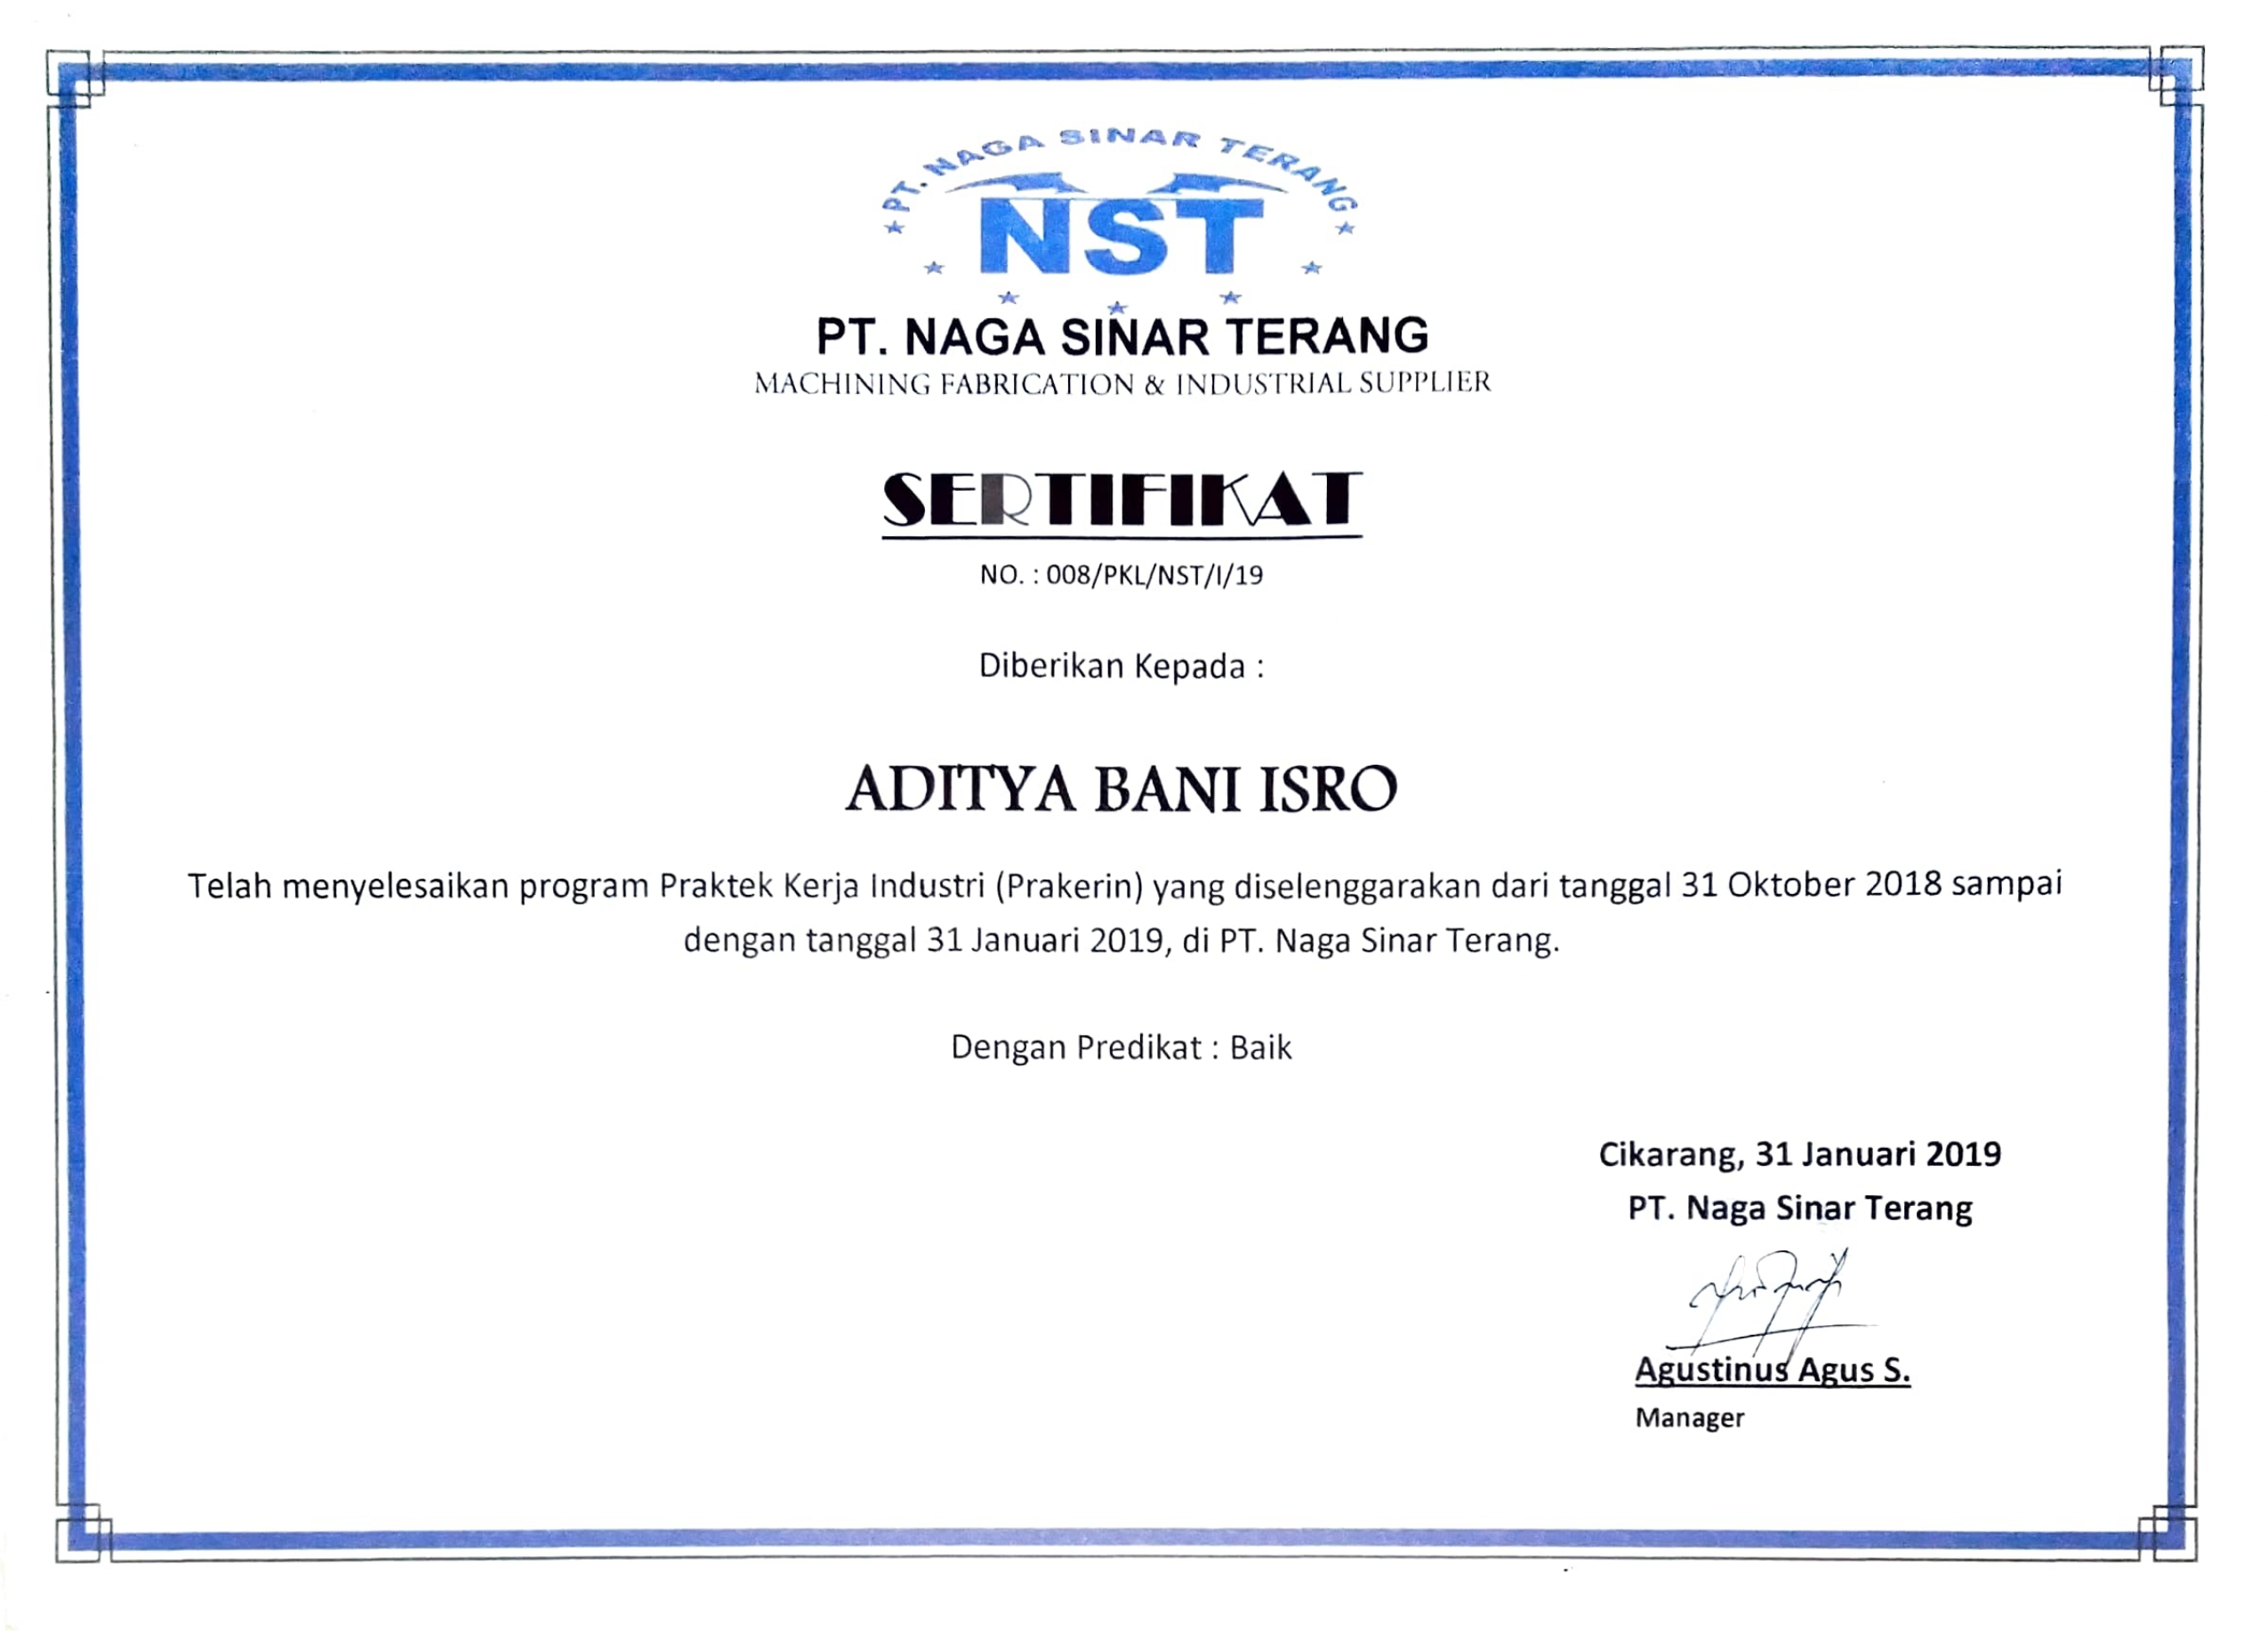 PT. NAGA SINAR TERANG
NST
PT. NAGA SINAR TERANG
MACHINING FABRICATION & INDUSTRIAL SUPPLIER
SERTIFIKAT
NO. : 008/PKL/NST/I/19
Diberikan Kepada :
ADITYA BANI ISRO
Telah menyelesaikan program Praktek Kerja Industri (Prakerin) yang diselenggarakan dari tanggal 31 Oktober 2018 sampai
dengan tanggal 31 Januari 2019, di PT. Naga Sinar Terang.
Dengan Predikat : Baik
Cikarang, 31 Januari 2019
PT. Naga Sinar Terang
Agustinus Agus S.
Manager